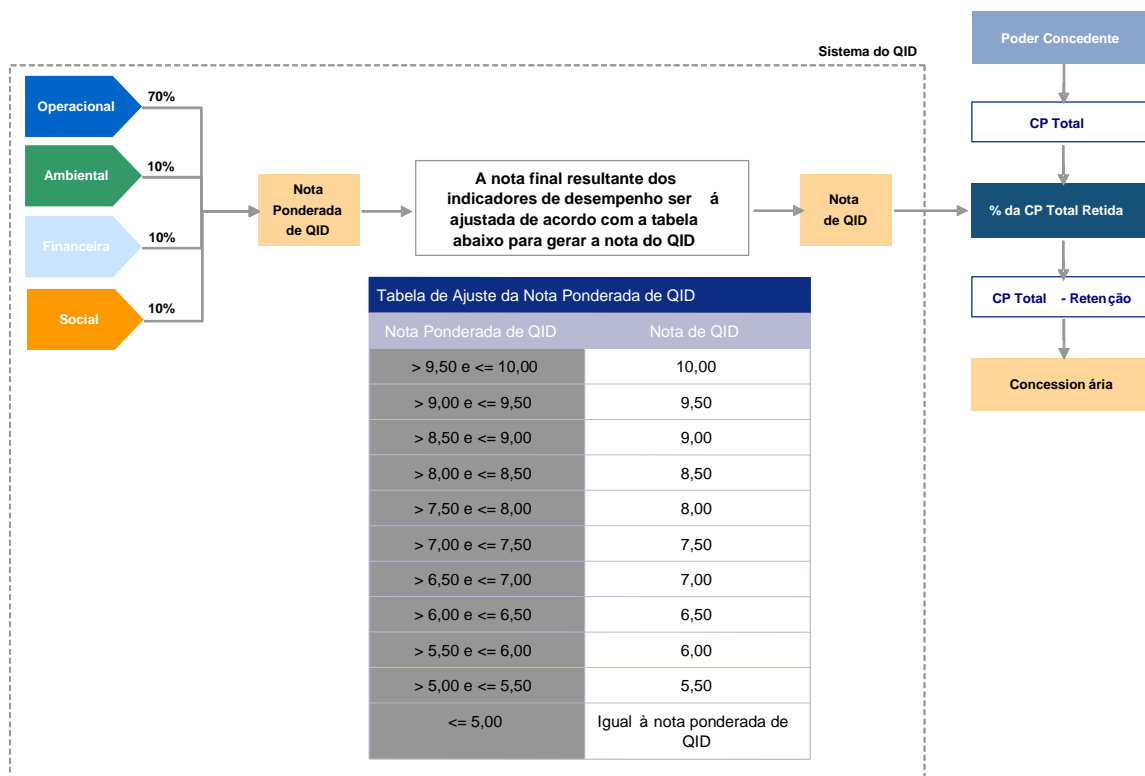 Sistema do QID
Operacional
70%
Ambiental
10%
Financeira
10%
Social
10%
Nota
Ponderada
de QID
A nota final resultante dos
indicadores de desempenho ser á
ajustada de acordo com a tabela
abaixo para gerar a nota do QID
Nota
de QID
Poder Concedente
CP Total
% da CP Total Retida
CP Total - Retenção
Concession ária
Tabela de Ajuste da Nota Ponderada de QID
Nota Ponderada de QID Nota de QID
> 9,50 e <= 10,00 10,00
> 9,00 e <= 9,50 9,50
> 8,50 e <= 9,00 9,00
> 8,00 e <= 8,50 8,50
> 7,50 e <= 8,00 8,00
> 7,00 e <= 7,50 7,50
> 6,50 e <= 7,00 7,00
> 6,00 e <= 6,50 6,50
> 5,50 e <= 6,00 6,00
> 5,00 e <= 5,50 5,50
<= 5,00 Igual à nota ponderada de
QID